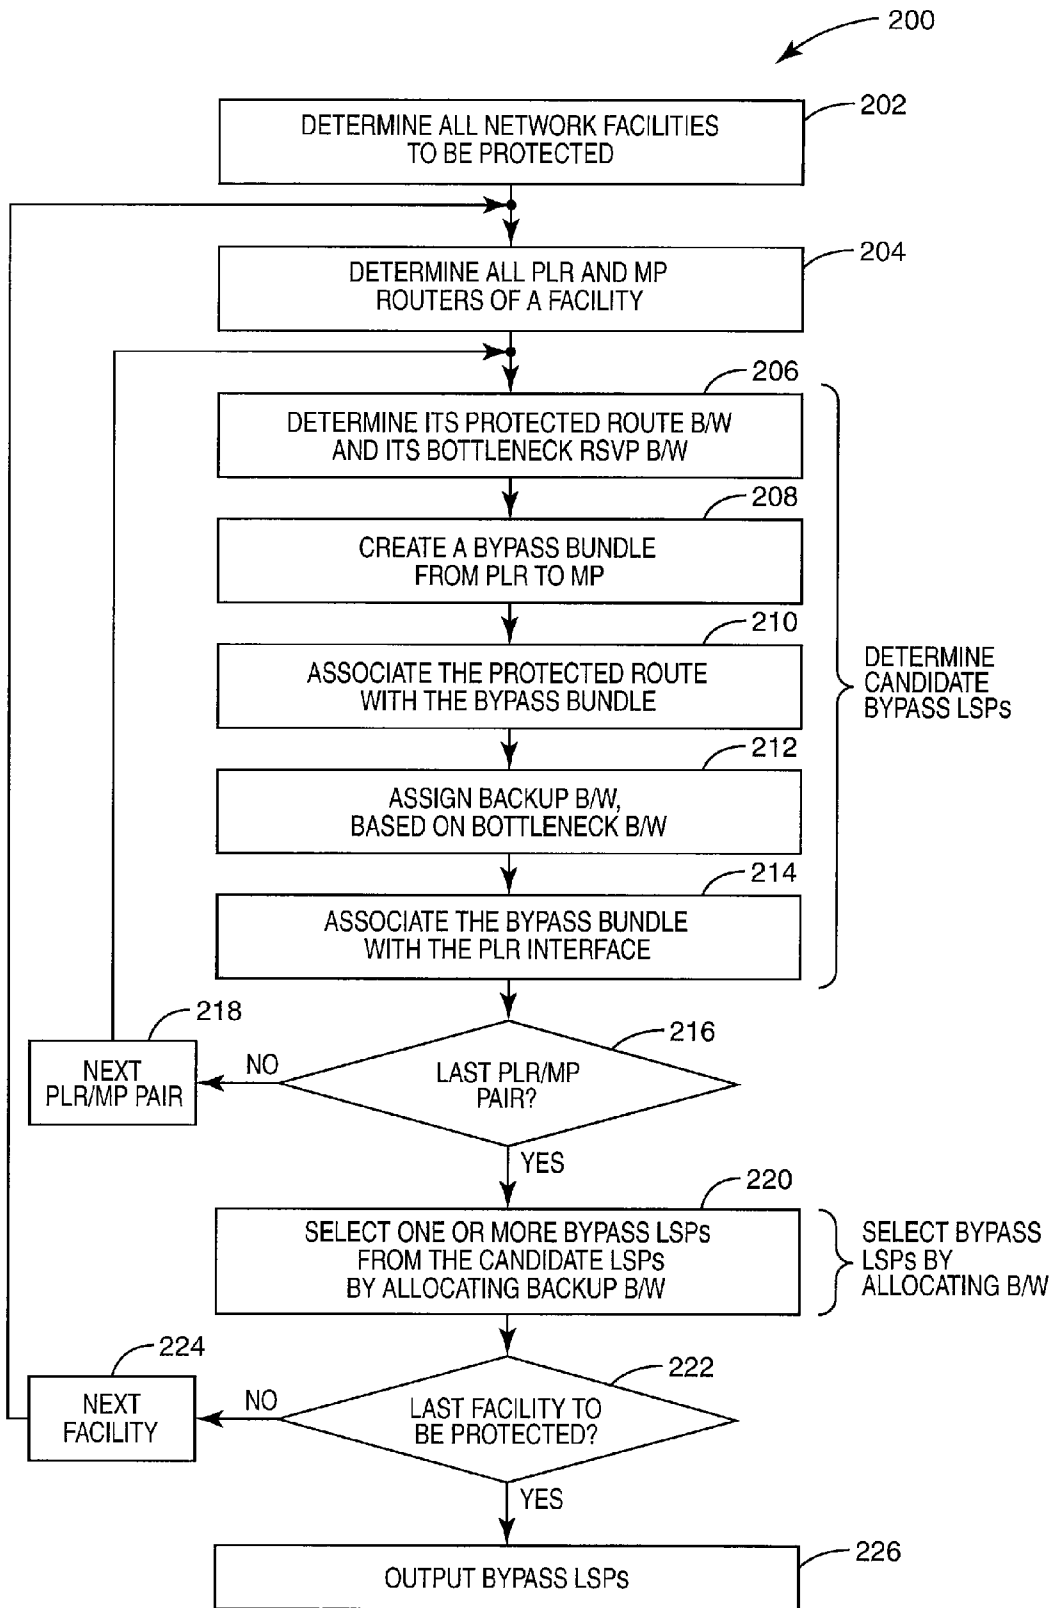 200
202
DETERMINE ALL NETWORK FACILITIES
TO BE PROTECTED
204
DETERMINE ALL PLR AND MP
ROUTERS OF A FACILITY
206
DETERMINE ITS PROTECTED ROUTE B/W
AND ITS BOTTLENECK RSVP B/W
208
CREATE A BYPASS BUNDLE
FROM PLR TO MP
210
ASSOCIATE THE PROTECTED ROUTE
WITH THE BYPASS BUNDLE
DETERMINE
CANDIDATE
BYPASS LSPs
212
ASSIGN BACKUP B/W,
BASED ON BOTTLENECK B/W
214
ASSOCIATE THE BYPASS BUNDLE
WITH THE PLR INTERFACE
218
NEXT
PLR/MP PAIR
NO
216
LAST PLR/MP
PAIR?
YES
220
SELECT ONE OR MORE BYPASS LSPs
FROM THE CANDIDATE LSPs
BY ALLOCATING BACKUP B/W
SELECT BYPASS
LSPs BY
ALLOCATING B/W
224
NEXT
FACILITY
NO
222
LAST FACILITY TO
BE PROTECTED?
YES
226
OUTPUT BYPASS LSPs